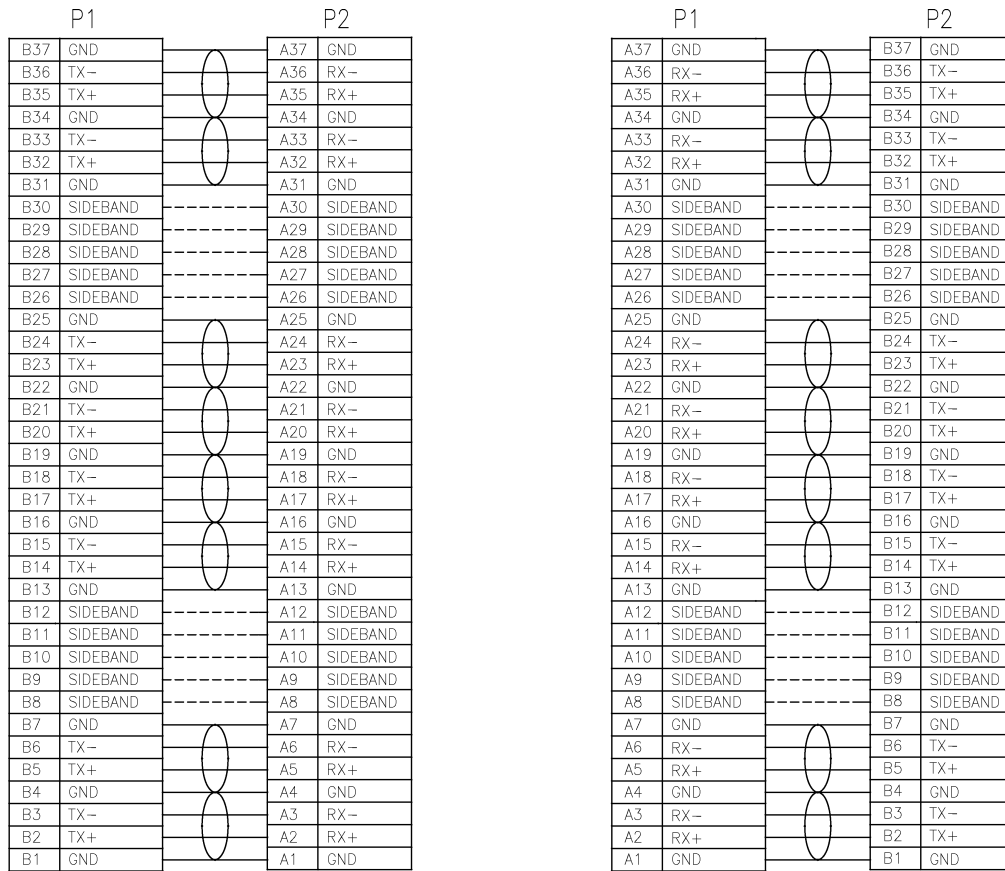 P1 P2 P1 P2
B37 GND A37 GND A37 GND B37 GND
B36 TX- A36 RX- A36 RX- B36 TX-
B35 TX+ A35 RX+ A35 RX+ B35 TX+
B34 GND A34 GND A34 GND B34 GND
B33 TX- A33 RX- A33 RX- B33 TX-
B32 TX+ A32 RX+ A32 RX+ B32 TX+
B31 GND A31 GND A31 GND B31 GND
B30 SIDEBAND A30 SIDEBAND A30 SIDEBAND B30 SIDEBAND
B29 SIDEBAND A29 SIDEBAND A29 SIDEBAND B29 SIDEBAND
B28 SIDEBAND A28 SIDEBAND A28 SIDEBAND B28 SIDEBAND
B27 SIDEBAND A27 SIDEBAND A27 SIDEBAND B27 SIDEBAND
B26 SIDEBAND A26 SIDEBAND A26 SIDEBAND B26 SIDEBAND
B25 GND A25 GND A25 GND B25 GND
B24 TX- A24 RX- A24 RX- B24 TX-
B23 TX+ A23 RX+ A23 RX+ B23 TX+
B22 GND A22 GND A22 GND B22 GND
B21 TX- A21 RX- A21 RX- B21 TX-
B20 TX+ A20 RX+ A20 RX+ B20 TX+
B19 GND A19 GND A19 GND B19 GND
B18 TX- A18 RX- A18 RX- B18 TX-
B17 TX+ A17 RX+ A17 RX+ B17 TX+
B16 GND A16 GND A16 GND B16 GND
B15 TX- A15 RX- A15 RX- B15 TX-
B14 TX+ A14 RX+ A14 RX+ B14 TX+
B13 GND A13 GND A13 GND B13 GND
B12 SIDEBAND A12 SIDEBAND A12 SIDEBAND B12 SIDEBAND
B11 SIDEBAND A11 SIDEBAND A11 SIDEBAND B11 SIDEBAND
B10 SIDEBAND A10 SIDEBAND A10 SIDEBAND B10 SIDEBAND
B9 SIDEBAND A9 SIDEBAND A9 SIDEBAND B9 SIDEBAND
B8 SIDEBAND A8 SIDEBAND A8 SIDEBAND B8 SIDEBAND
B7 GND A7 GND A7 GND B7 GND
B6 TX- A6 RX- A6 RX- B6 TX-
B5 TX+ A5 RX+ A5 RX+ B5 TX+
B4 GND A4 GND A4 GND B4 GND
B3 TX- A3 RX- A3 RX- B3 TX-
B2 TX+ A2 RX+ A2 RX+ B2 TX+
B1 GND A1 GND A1 GND B1 GND